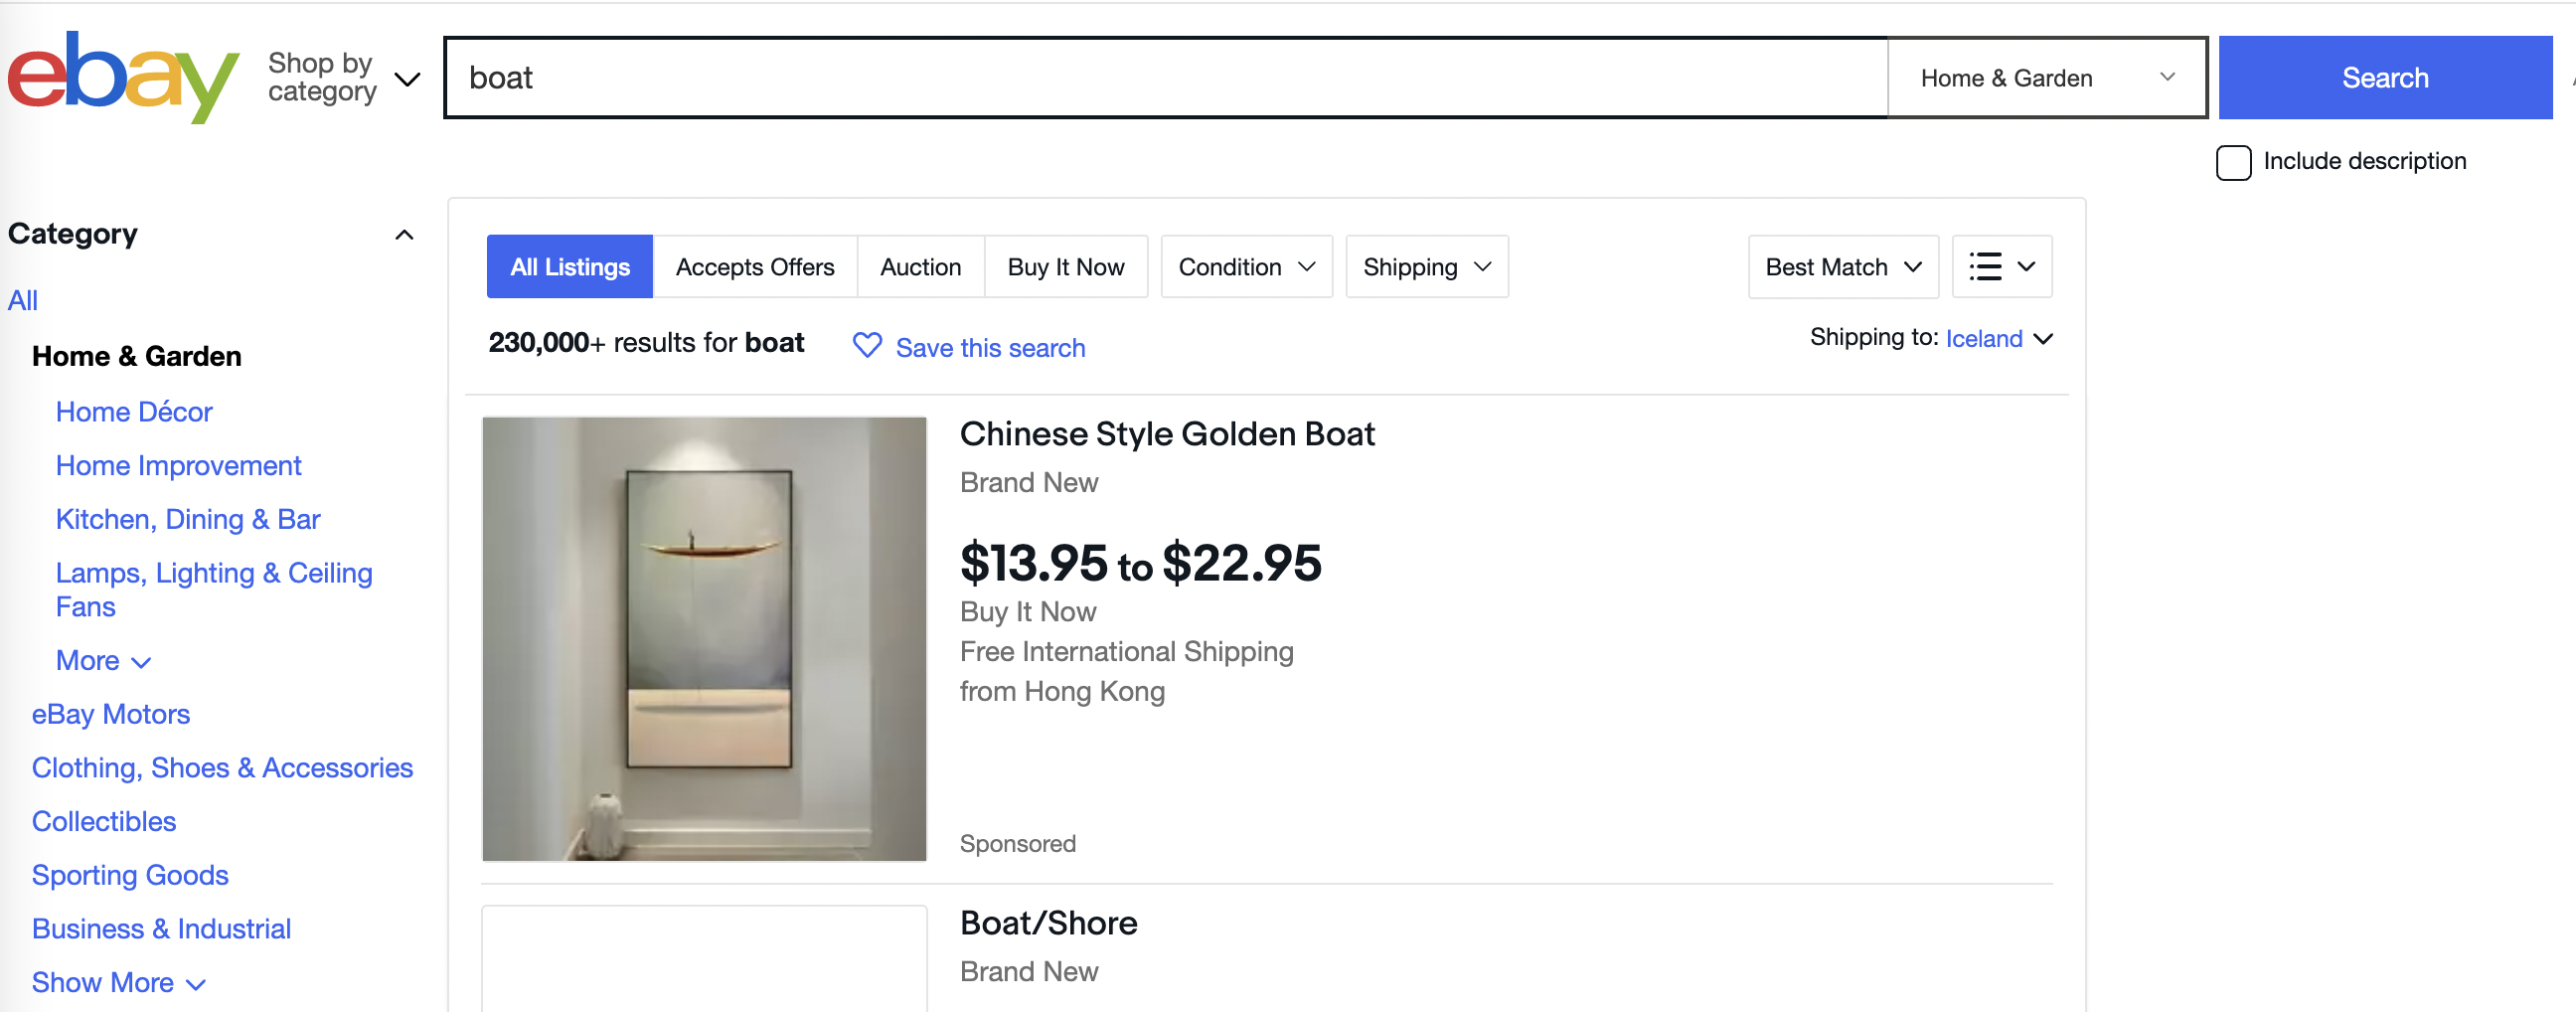 ebay
Shop by
category
boat
Home & Garden
Search
Include description
Category
All
Home & Garden
Home Décor
Home Improvement
Kitchen, Dining & Bar
Lamps, Lighting & Ceiling
Fans
More
eBay Motors
Clothing, Shoes & Accessories
Collectibles
Sporting Goods
Business & Industrial
Show More
All Listings
Accepts Offers
Auction
Buy It Now
Condition
Shipping
Best Match
230,000+ results for boat
Save this search
Shipping to: Iceland
Chinese Style Golden Boat
Brand New
$13.95 to $22.95
Buy It Now
Free International Shipping
from Hong Kong
Sponsored
Boat/Shore
Brand New